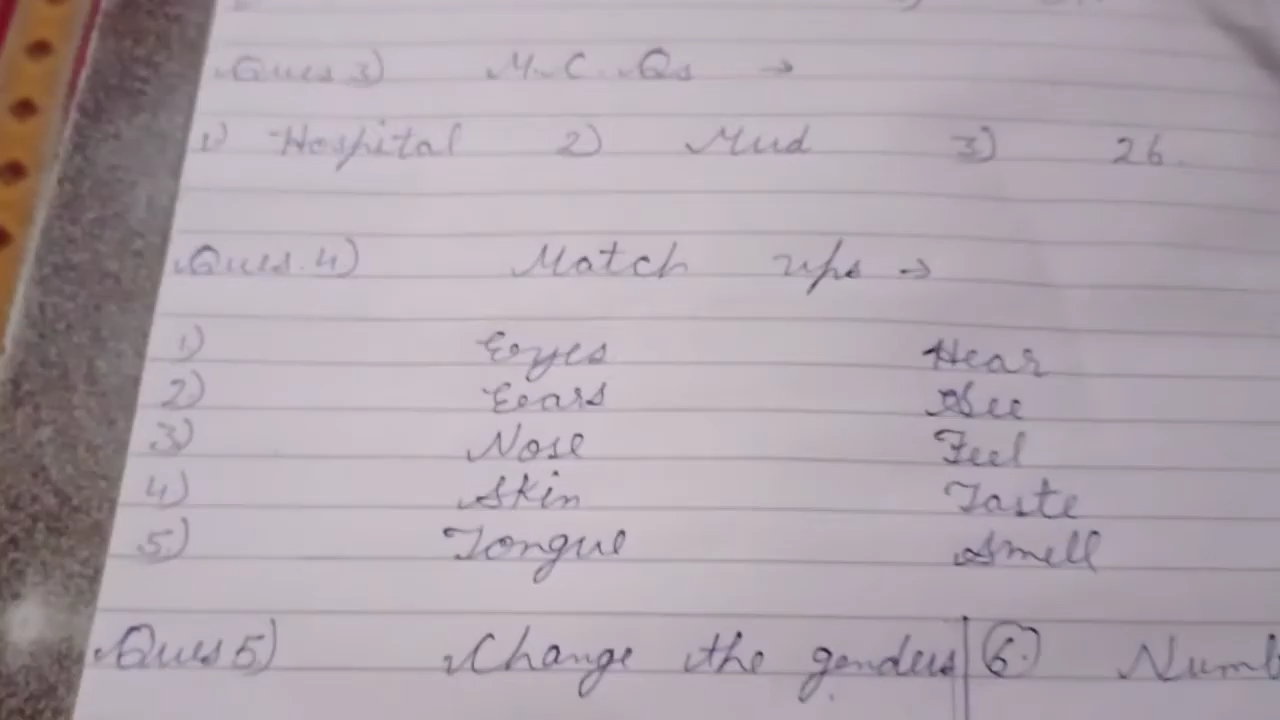 Ques 3) M.C.Qs →
1) Hospital 2) Mud 3) 26.
Ques. 4) Match ups →
1) Eyes Hear
2) Ears See
3) Nose Feel
4) Skin Taste
5) Tongue Smell
Ques 5) Change the genders 6.) Numb